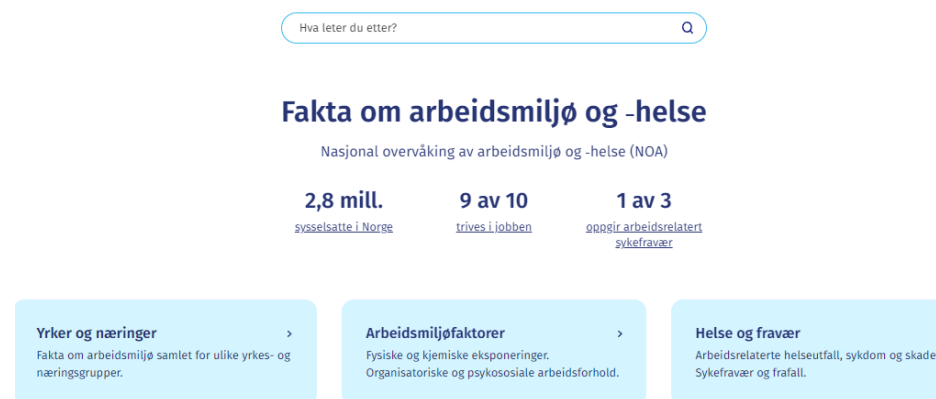 Hva leter du etter?
Fakta om arbeidsmiljø og -helse
Nasjonal overvåking av arbeidsmiljø og -helse (NOA)
2,8 mill.
sysselsatte i Norge
9 av 10
trives i jobben
1 av 3
oppgir arbeidsrelatert
sykefravær
Yrker og næringer
Fakta om arbeidsmiljø samlet for ulike yrkes- og
næringsgrupper.
Arbeidsmiljøfaktorer
Fysiske og kjemiske eksponeringer.
Organisatoriske og psykososiale arbeidsforhold.
Helse og fravær
Arbeidsrelaterte helseutfall, sykdom og skade
Sykefravær og frafall.